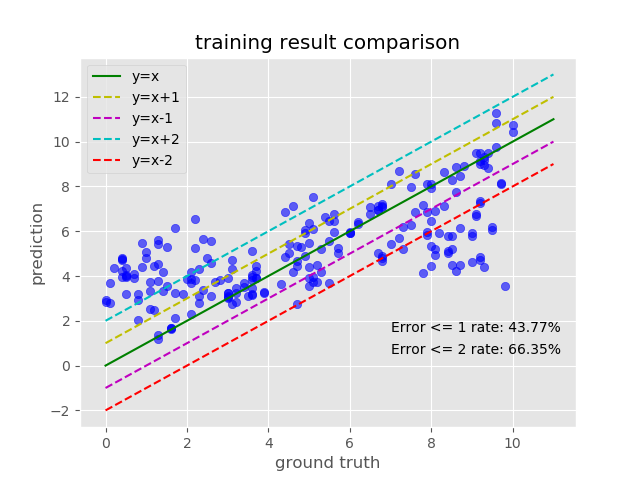 training result comparison
y=x
y=x+1
y=x-1
y=x+2
y=x-2
12
10
8
6
4
2
0
−2
prediction
Error <= 1 rate: 43.77%
Error <= 2 rate: 66.35%
0 2 4 6 8 10
ground truth